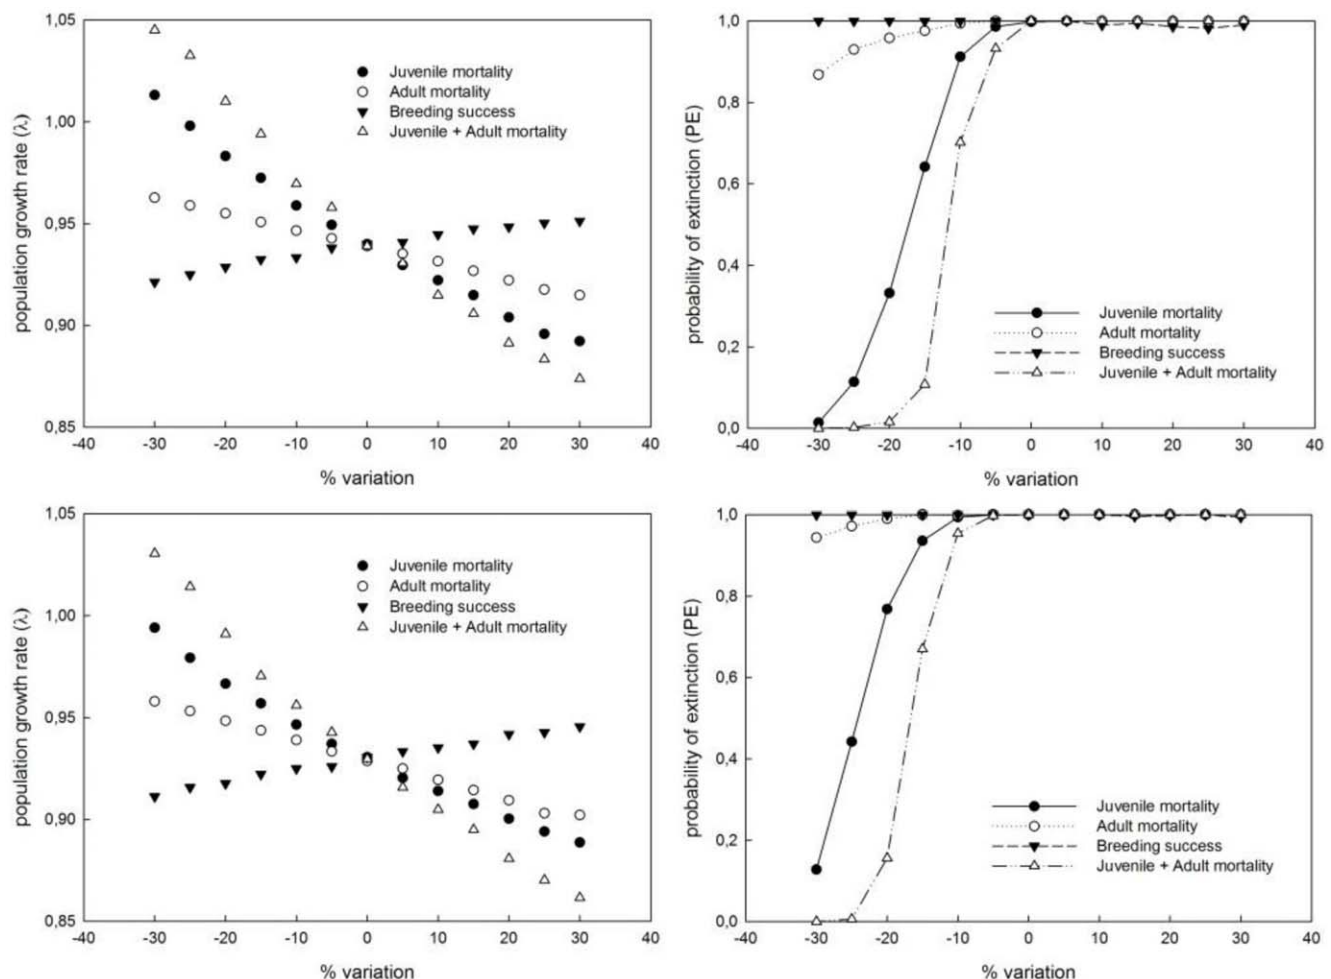 1,05
1,00
0,95
0,90
0,85
population growth rate (λ)
Juvenile mortality
Adult mortality
Breeding success
Juvenile + Adult mortality
-40 -30 -20 -10 0 10 20 30 40
% variation
1,0
0,8
0,6
0,4
0,2
0,0
probability of extinction (PE)
Juvenile mortality
Adult mortality
Breeding success
Juvenile + Adult mortality
-40 -30 -20 -10 0 10 20 30 40
% variation
1,05
1,00
0,95
0,90
0,85
population growth rate (λ)
Juvenile mortality
Adult mortality
Breeding success
Juvenile + Adult mortality
-40 -30 -20 -10 0 10 20 30 40
% variation
1,0
0,8
0,6
0,4
0,2
0,0
probability of extinction (PE)
Juvenile mortality
Adult mortality
Breeding success
Juvenile + Adult mortality
-40 -30 -20 -10 0 10 20 30 40
% variation